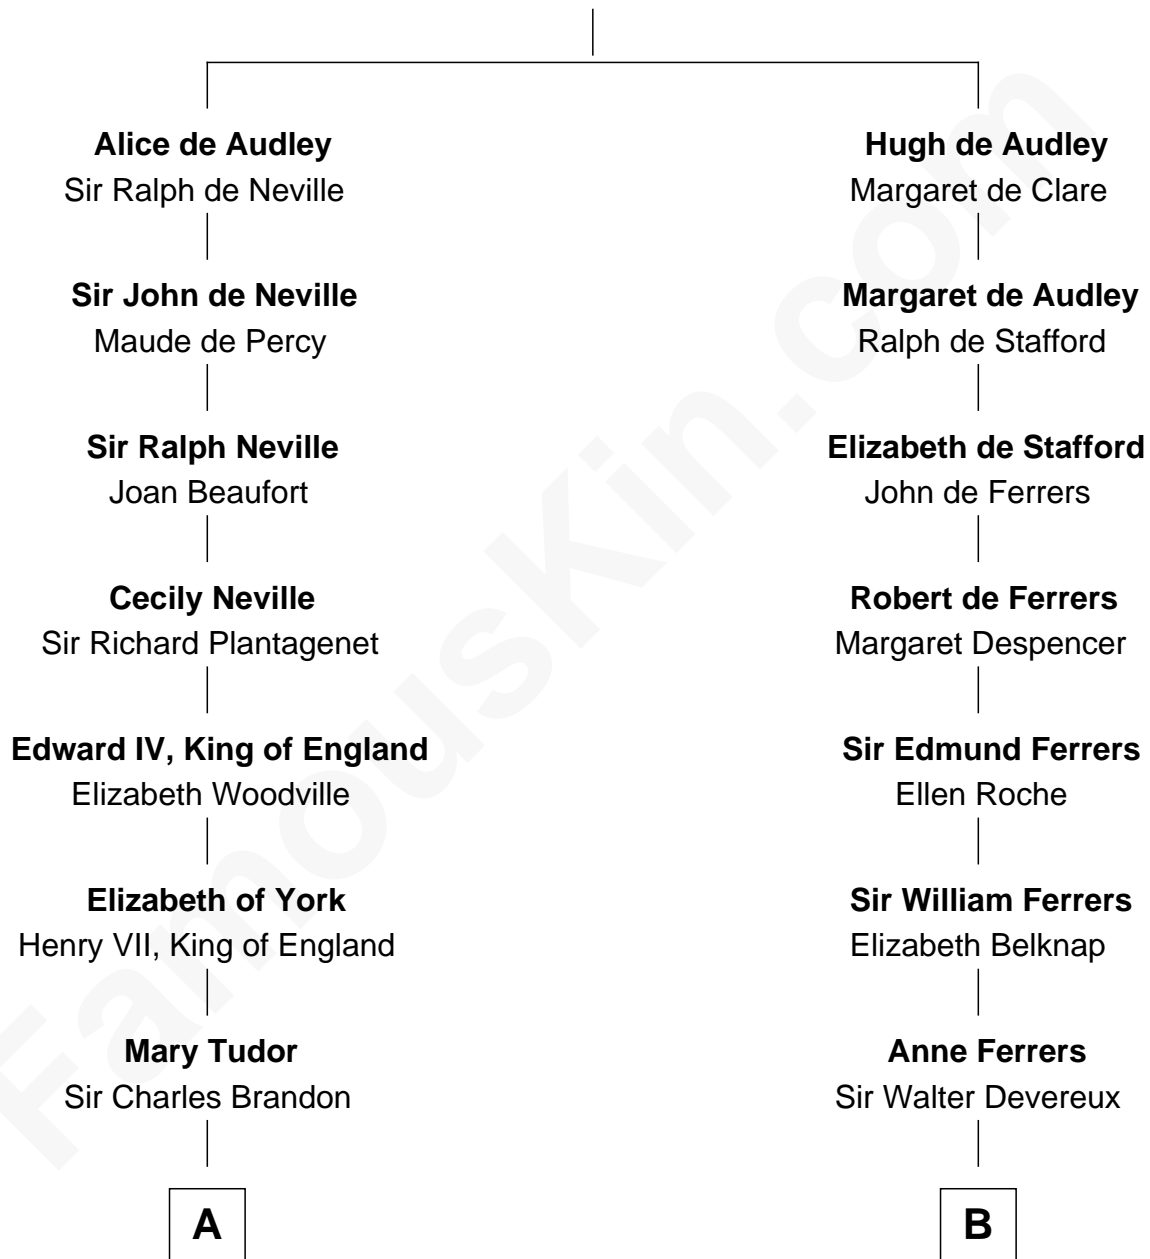 Alice de Audley
Sir Ralph de Neville
Hugh de Audley
Margaret de Clare
Sir John de Neville
Maude de Percy
Margaret de Audley
Ralph de Stafford
Sir Ralph Neville
Joan Beaufort
Elizabeth de Stafford
John de Ferrers
Cecily Neville
Sir Richard Plantagenet
Robert de Ferrers
Margaret Despencer
Edward IV, King of England
Elizabeth Woodville
Sir Edmund Ferrers
Ellen Roche
Elizabeth of York
Henry VII, King of England
Sir William Ferrers
Elizabeth Belknap
Mary Tudor
Sir Charles Brandon
Anne Ferrers
Sir Walter Devereux
A
B
FamousKin.com